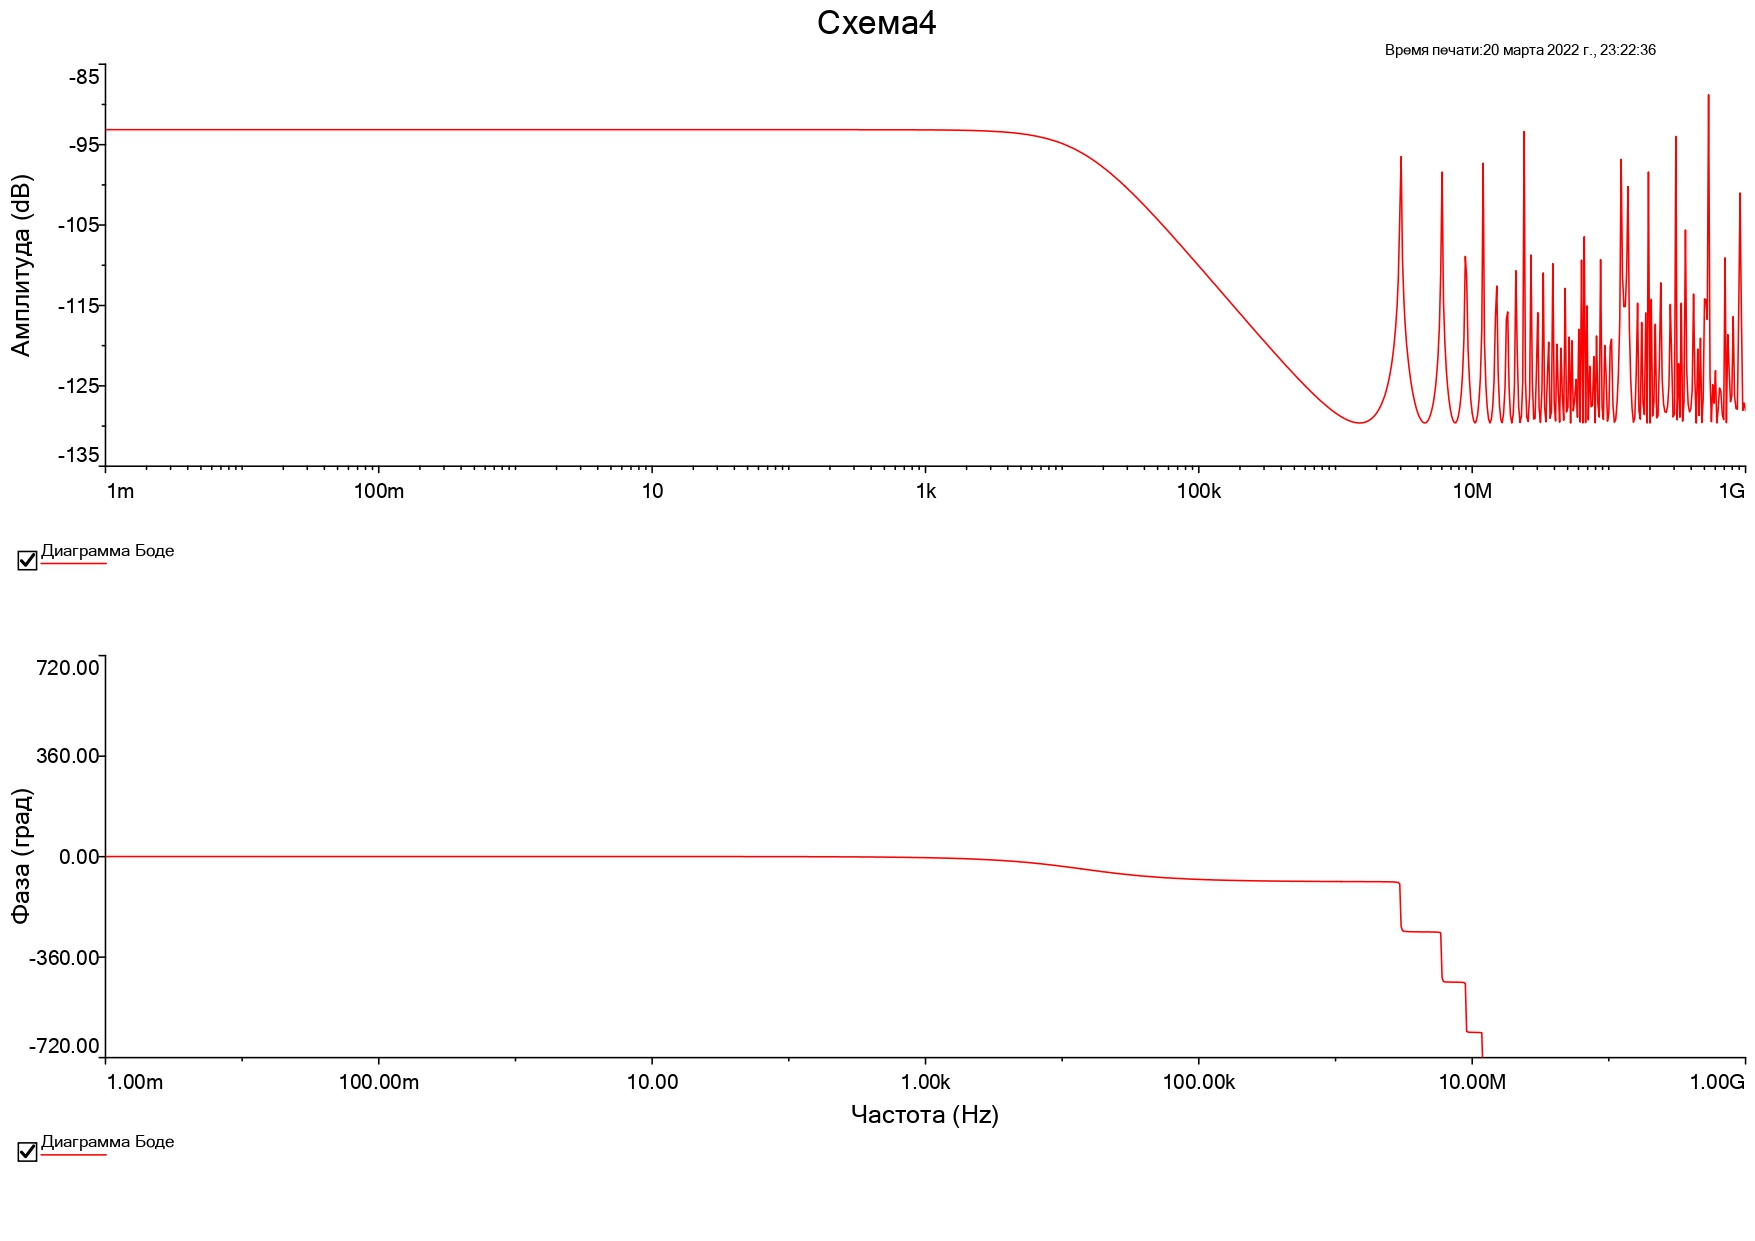 Схема4
Время печати:20 марта 2022 г., 23:22:36
Амплитуда (dB)
-85
-95
-105
-115
-125
-135
1m 100m 10 1k 100k 10M 1G
Диаграмма Боде
Фаза (град)
720.00
360.00
0.00
-360.00
-720.00
1.00m 100.00m 10.00 1.00k 100.00k 10.00M 1.00G
Частота (Hz)
Диаграмма Боде